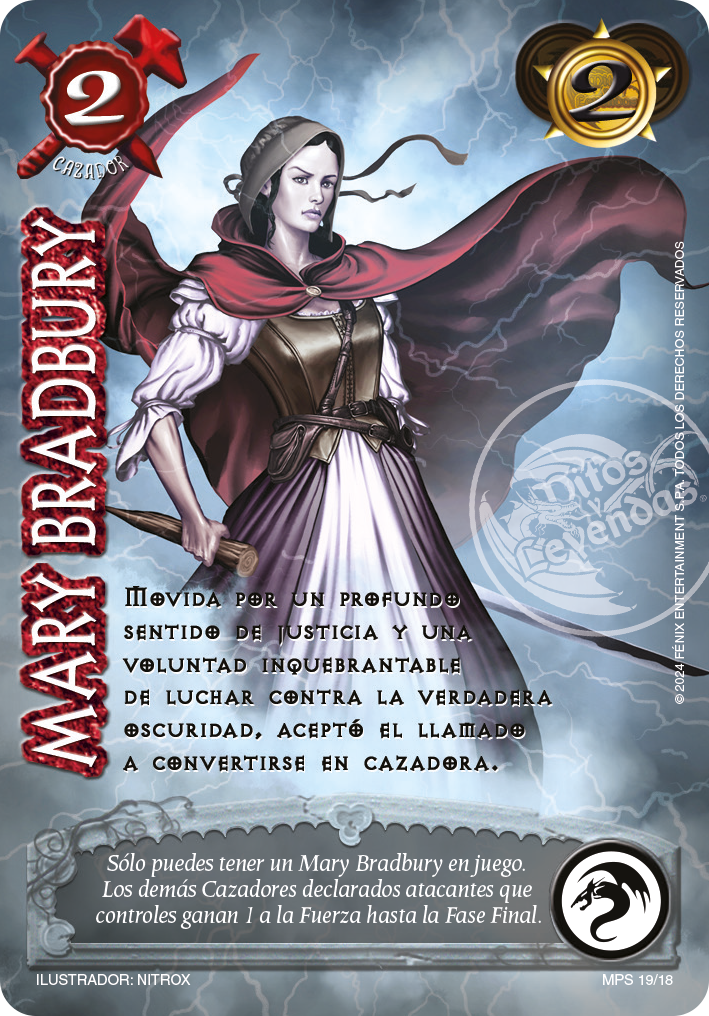 2
CAZADOR
2
MARY BRADBURY
Movida por un profundo
sentido de justicia y una
voluntad inquebrantable
de luchar contra la verdadera
oscuridad, aceptó el llamado
a convertirse en cazadora.
Mitos
y
Leyendas
®
© 2024 FÉNIX ENTERTAINMENT S.P.A. TODOS LOS DERECHOS RESERVADOS
Sólo puedes tener un Mary Bradbury en juego.
Los demás Cazadores declarados atacantes que
controles ganan 1 a la Fuerza hasta la Fase Final.
ILUSTRADOR: NITROX
MPS 19/18